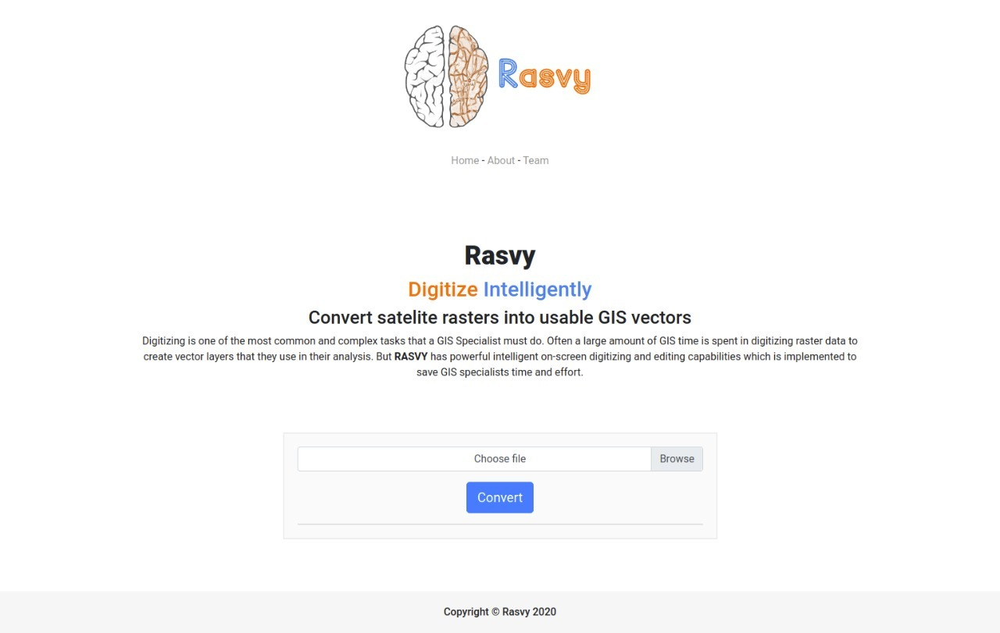 Rasvy
Home - About - Team
Rasvy
Digitize Intelligently
Convert satelite rasters into usable GIS vectors
Digitizing is one of the most common and complex tasks that a GIS Specialist must do. Often a large amount of GIS time is spent in digitizing raster data to
create vector layers that they use in their analysis. But RASVY has powerful intelligent on-screen digitizing and editing capabilities which is implemented to
save GIS specialists time and effort.
Choose file Browse
Convert
Copyright © Rasvy 2020